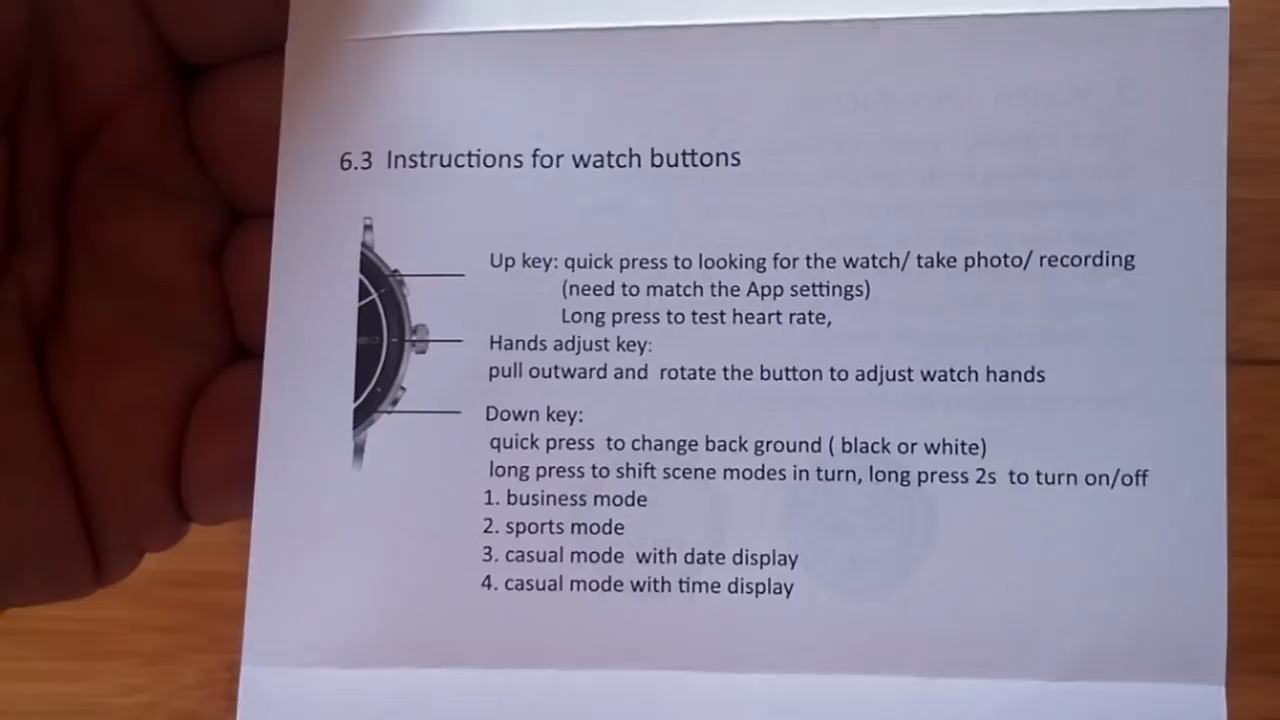 6.3 Instructions for watch buttons
Up key: quick press to looking for the watch/ take photo/ recording
(need to match the App settings)
Long press to test heart rate,
Hands adjust key:
pull outward and rotate the button to adjust watch hands
Down key:
quick press to change back ground ( black or white)
long press to shift scene modes in turn, long press 2s to turn on/off
1. business mode
2. sports mode
3. casual mode with date display
4. casual mode with time display